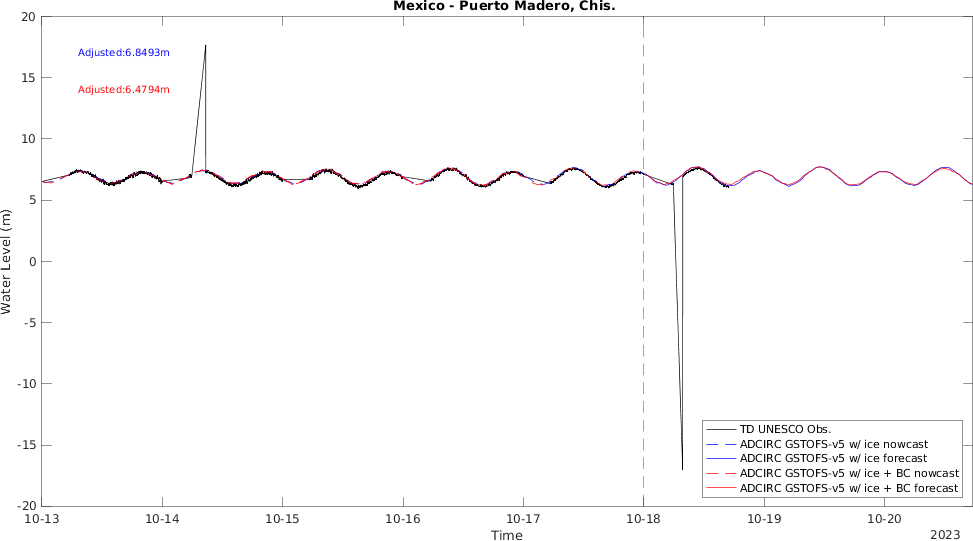 Mexico - Puerto Madero, Chis.
20
15
10
5
0
-5
-10
-15
-20
Water Level (m)
Adjusted:6.8493m
Adjusted:6.4794m
TD UNESCO Obs.
ADCIRC GSTOFS-v5 w/ ice nowcast
ADCIRC GSTOFS-v5 w/ ice forecast
ADCIRC GSTOFS-v5 w/ ice + BC nowcast
ADCIRC GSTOFS-v5 w/ ice + BC forecast
10-13 10-14 10-15 10-16 10-17 10-18 10-19 10-20
Time
2023